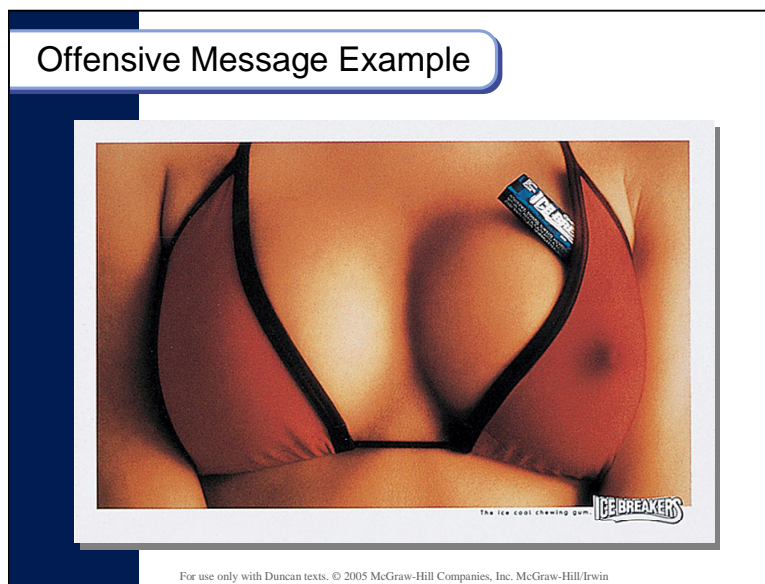 Offensive Message Example
ICE BREAKERS
The ice cool chewing gum.
ICE BREAKERS
For use only with Duncan texts. © 2005 McGraw-Hill Companies, Inc. McGraw-Hill/Irwin